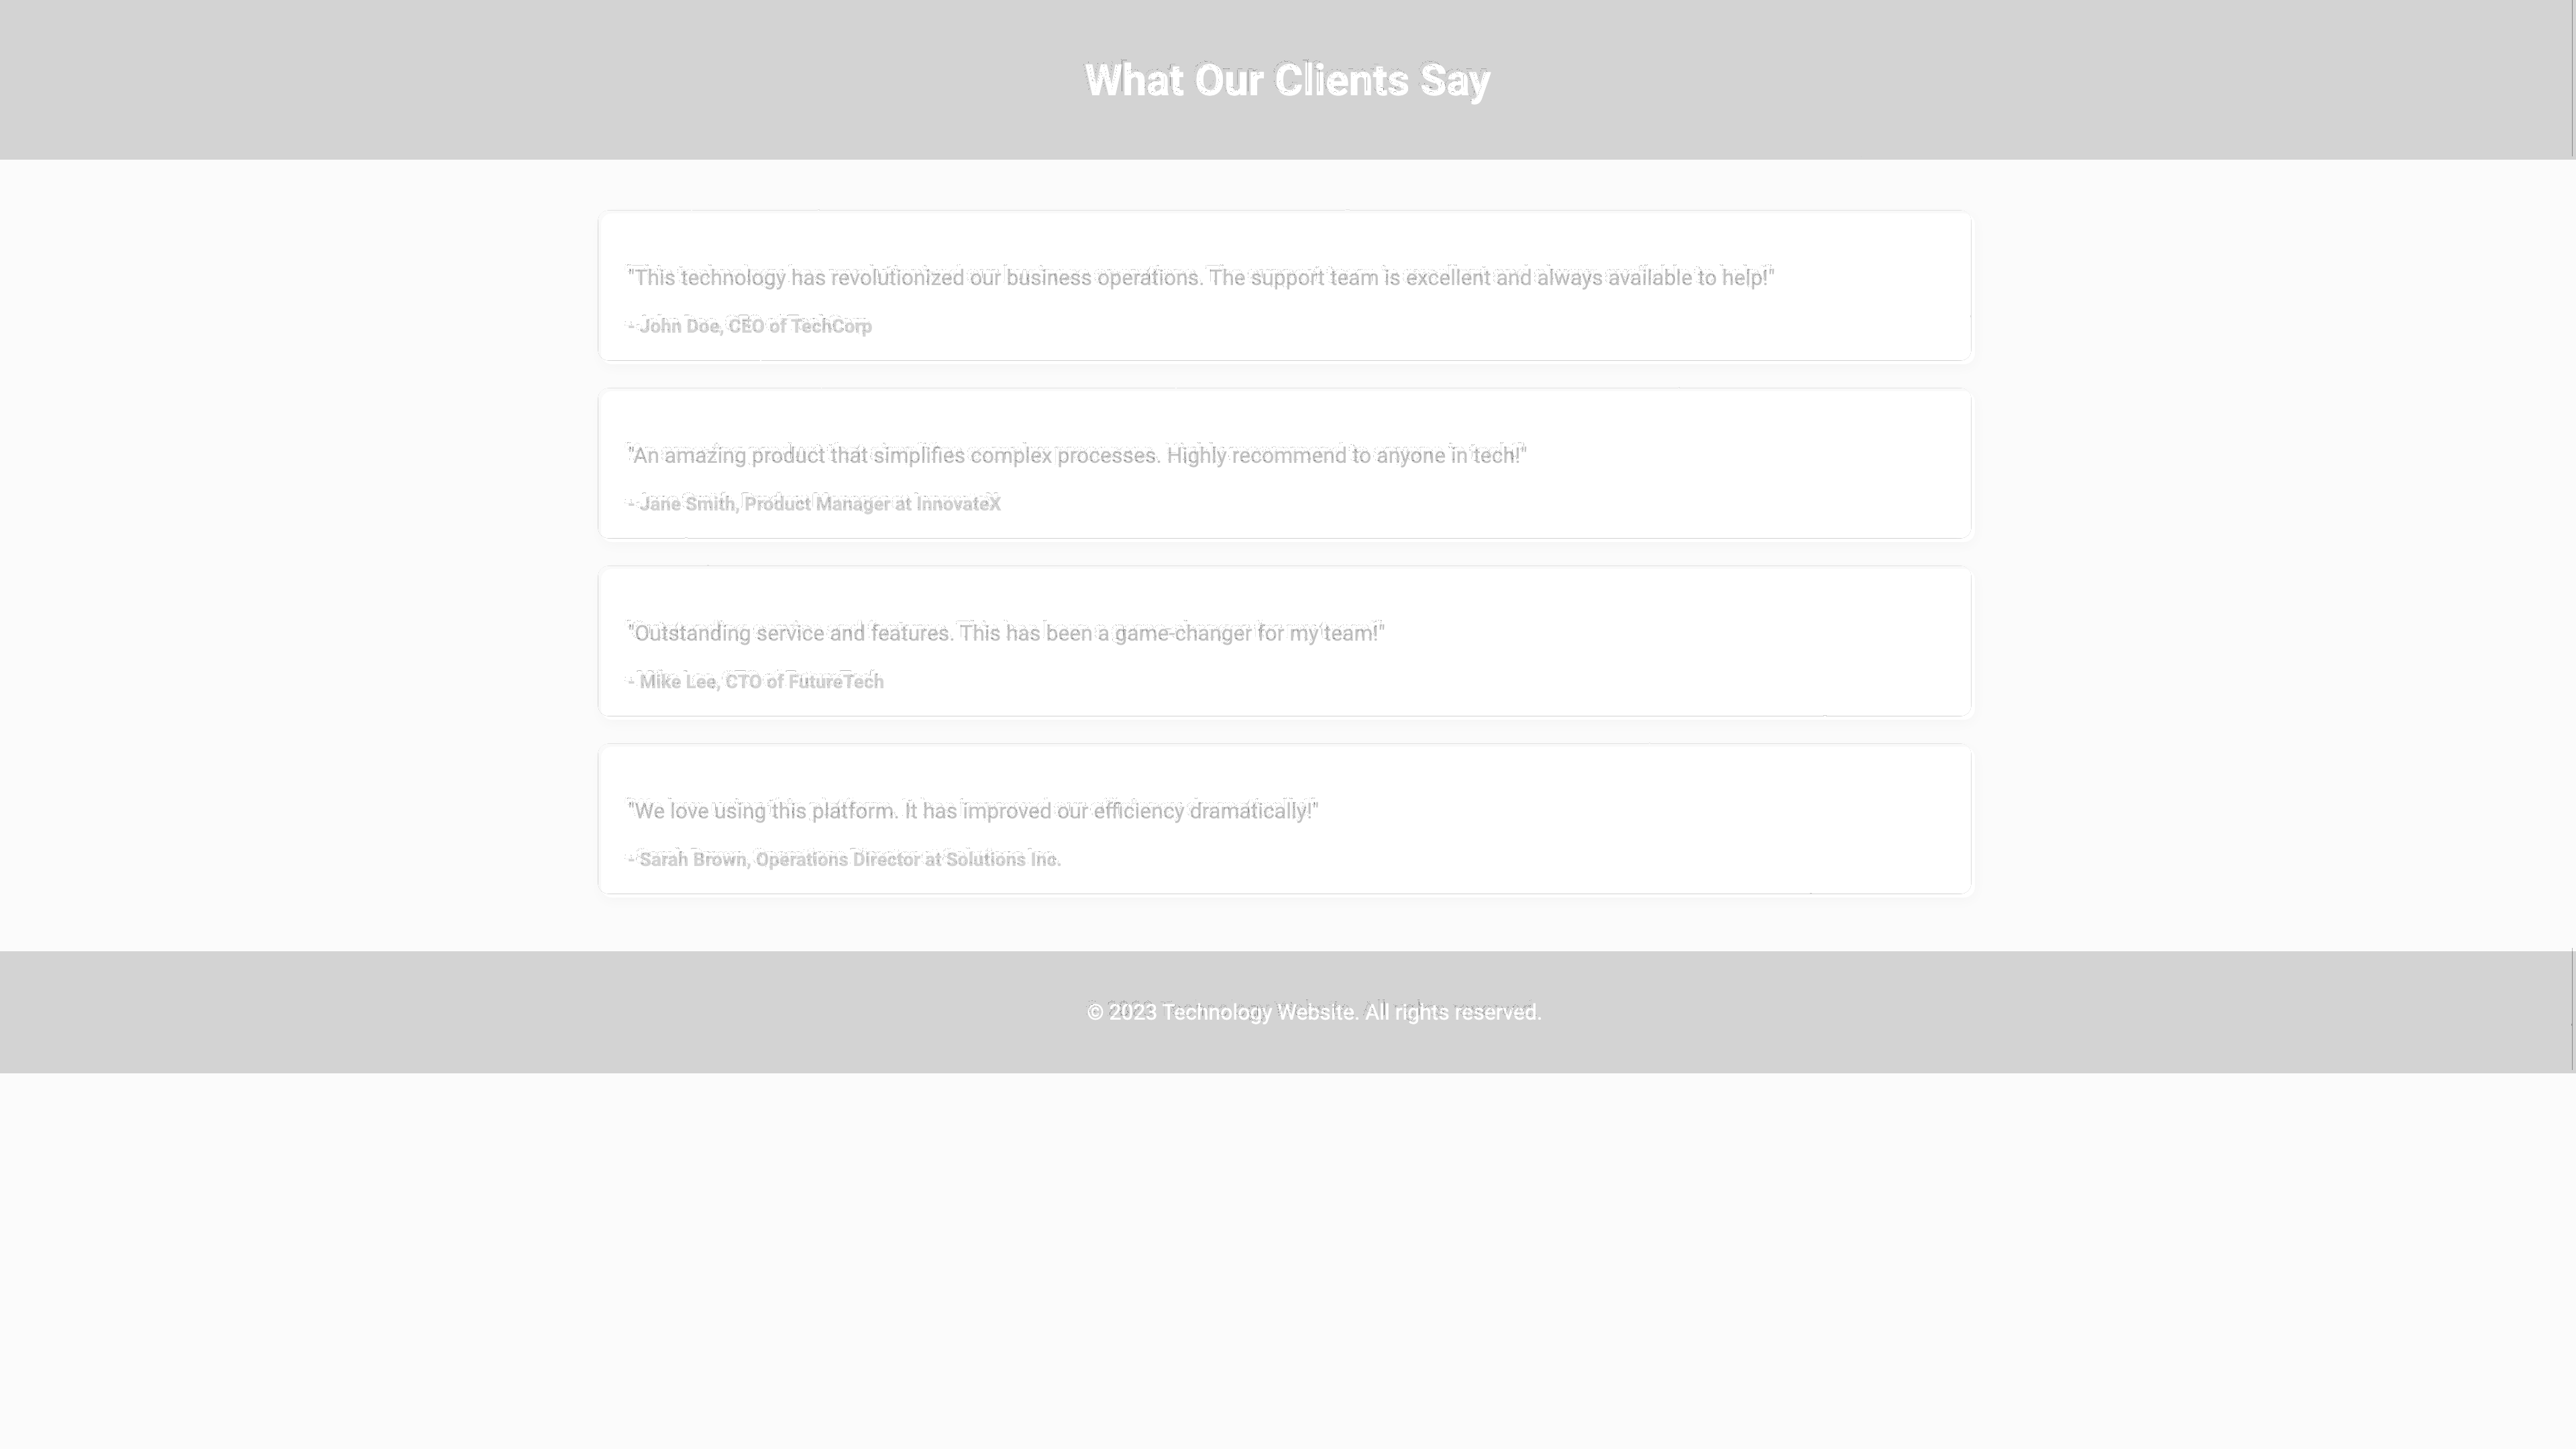 What Our Clients Say
"This technology has revolutionized our business operations. The support team is excellent and always available to help!"
- John Doe, CEO of TechCorp
"An amazing product that simplifies complex processes. Highly recommend to anyone in tech!"
- Jane Smith, Product Manager at InnovateX
"Outstanding service and features. This has been a game-changer for my team!"
- Mike Lee, CTO of FutureTech
"We love using this platform. It has improved our efficiency dramatically!"
- Sarah Brown, Operations Director at Solutions Inc.
© 2023 Technology Website. All rights reserved.